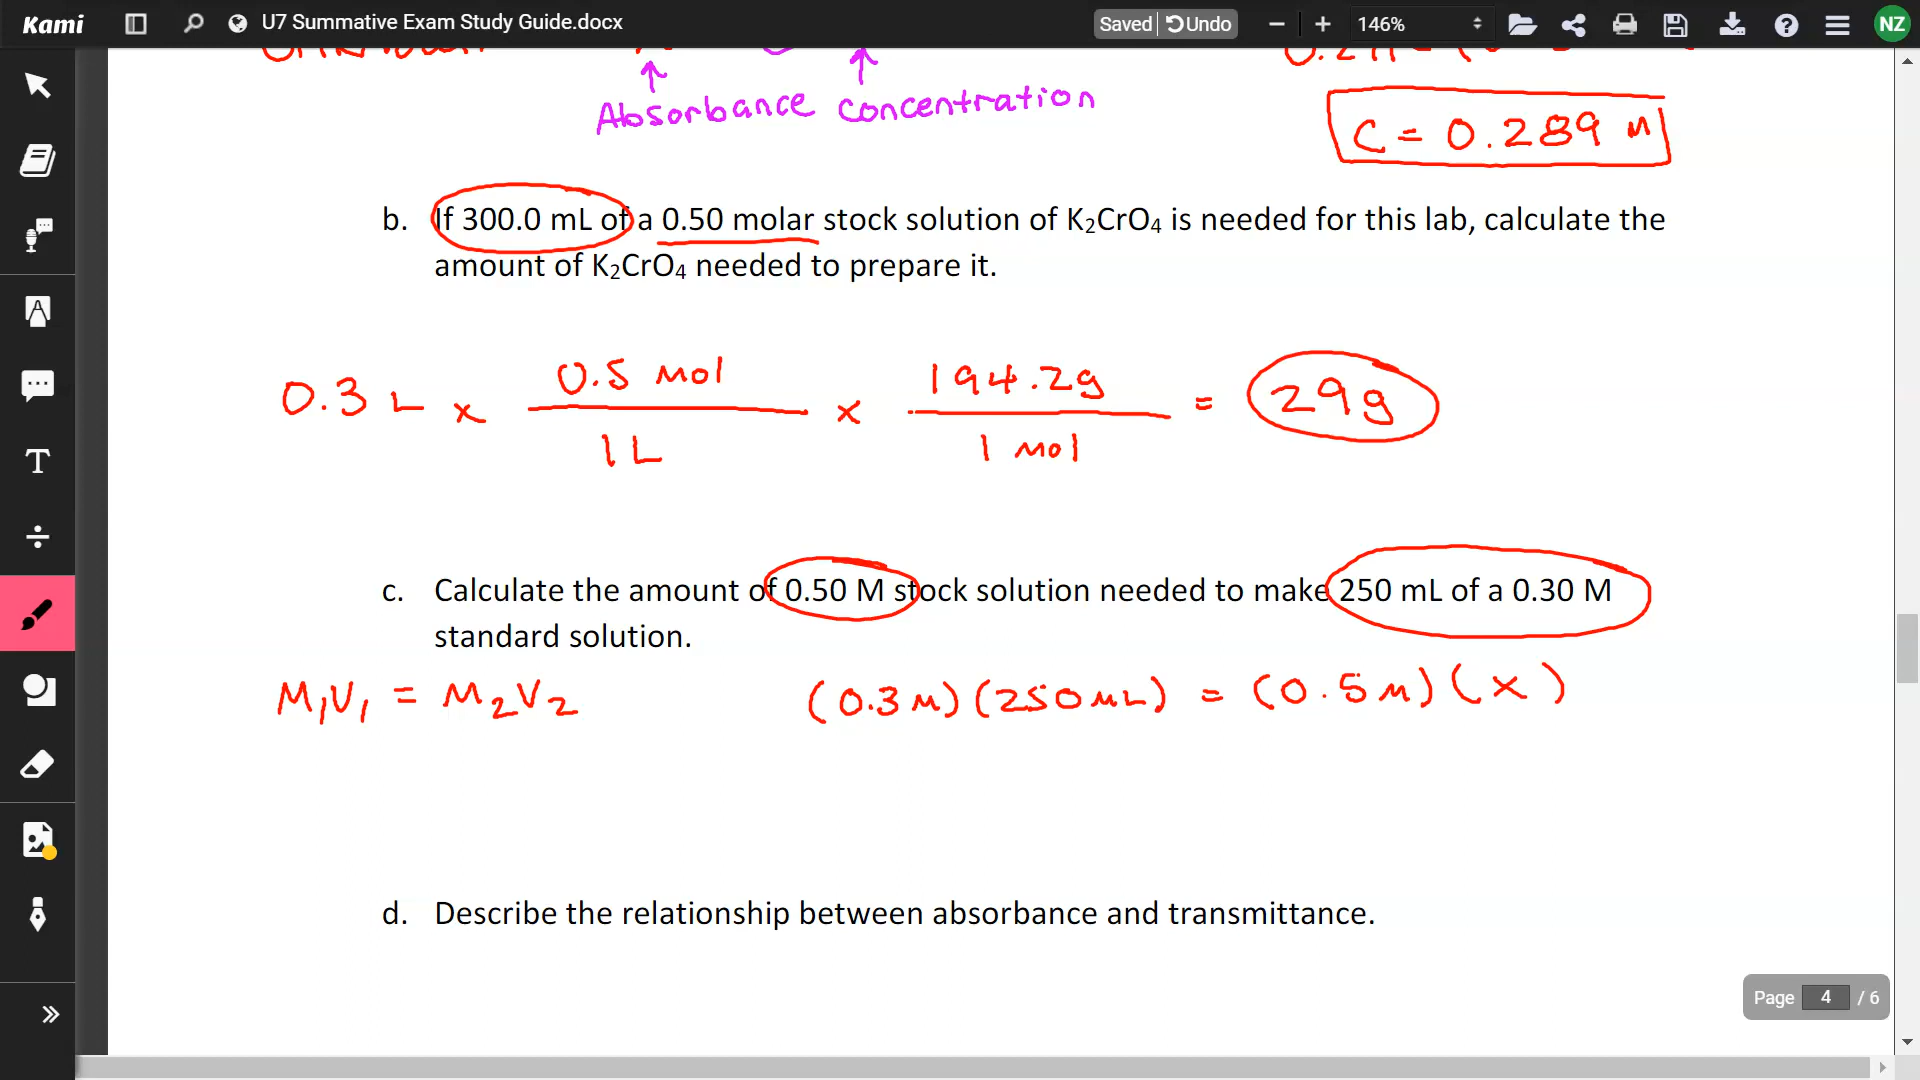 Kami U7 Summative Exam Study Guide.docx Saved Undo 146% NZ
Absorbance concentration
C = 0.289 M
b. If 300.0 mL of a 0.50 molar stock solution of K₂CrO₄ is needed for this lab, calculate the
amount of K₂CrO₄ needed to prepare it.
0.3 L x 0.5 mol / 1 L x 194.2g / 1 mol = 29g
c. Calculate the amount of 0.50 M stock solution needed to make 250 mL of a 0.30 M
standard solution.
M₁V₁ = M₂V₂ (0.3 M)(250 mL) = (0.5 M)(x)
d. Describe the relationship between absorbance and transmittance.
Page 4 / 6